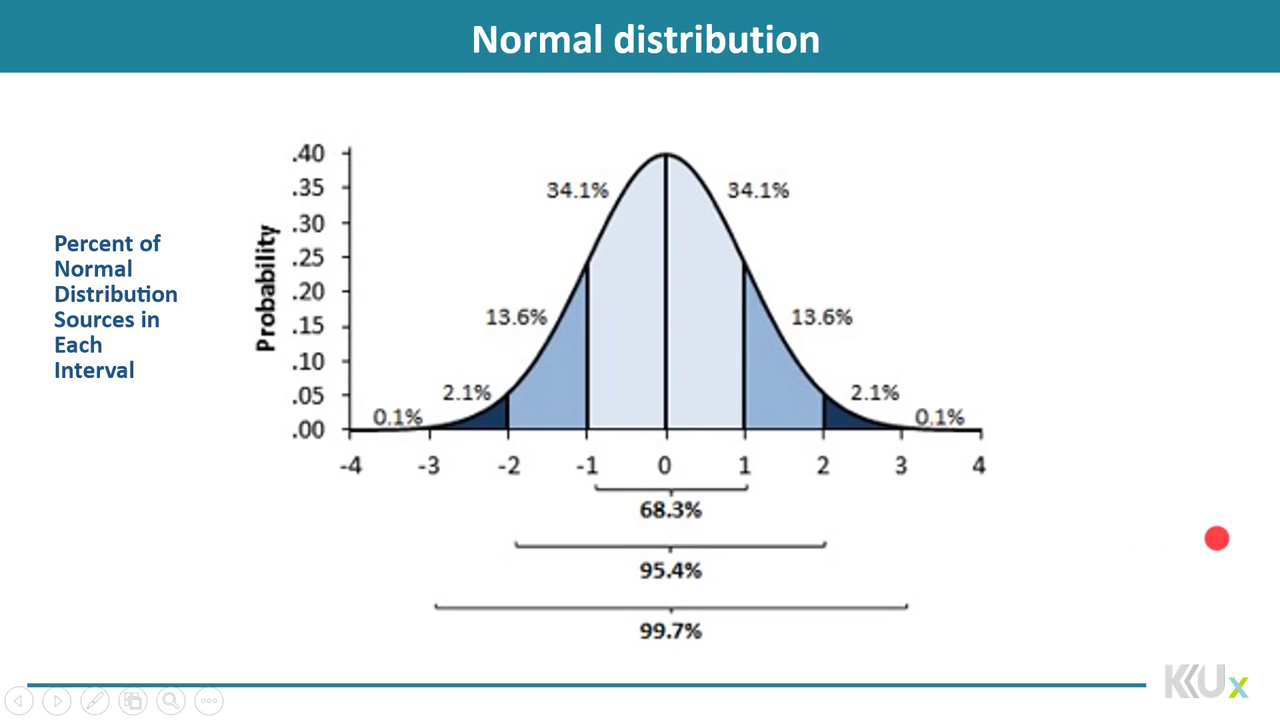 Normal distribution
Percent of
Normal
Distribution
Sources in
Each
Interval
Probability
.40
.35
.30
.25
.20
.15
.10
.05
.00
34.1% 34.1%
13.6% 13.6%
2.1% 2.1%
0.1% 0.1%
-4 -3 -2 -1 0 1 2 3 4
68.3%
95.4%
99.7%
KKUx